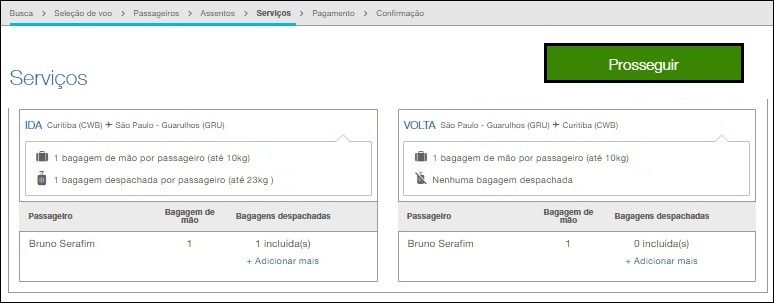 Busca > Seleção de voo > Passageiros > Assentos > Serviços > Pagamento > Confirmação
Prosseguir
Serviços
IDA Curitiba (CWB) ✈ São Paulo - Guarulhos (GRU)
1 bagagem de mão por passageiro (até 10kg)
1 bagagem despachada por passageiro (até 23kg )
Passageiro Bagagem de mão Bagagens despachadas
Bruno Serafim 1 1 incluída(s)
+ Adicionar mais
VOLTA São Paulo - Guarulhos (GRU) ✈ Curitiba (CWB)
1 bagagem de mão por passageiro (até 10kg)
Nenhuma bagagem despachada
Passageiro Bagagem de mão Bagagens despachadas
Bruno Serafim 1 0 incluída(s)
+ Adicionar mais